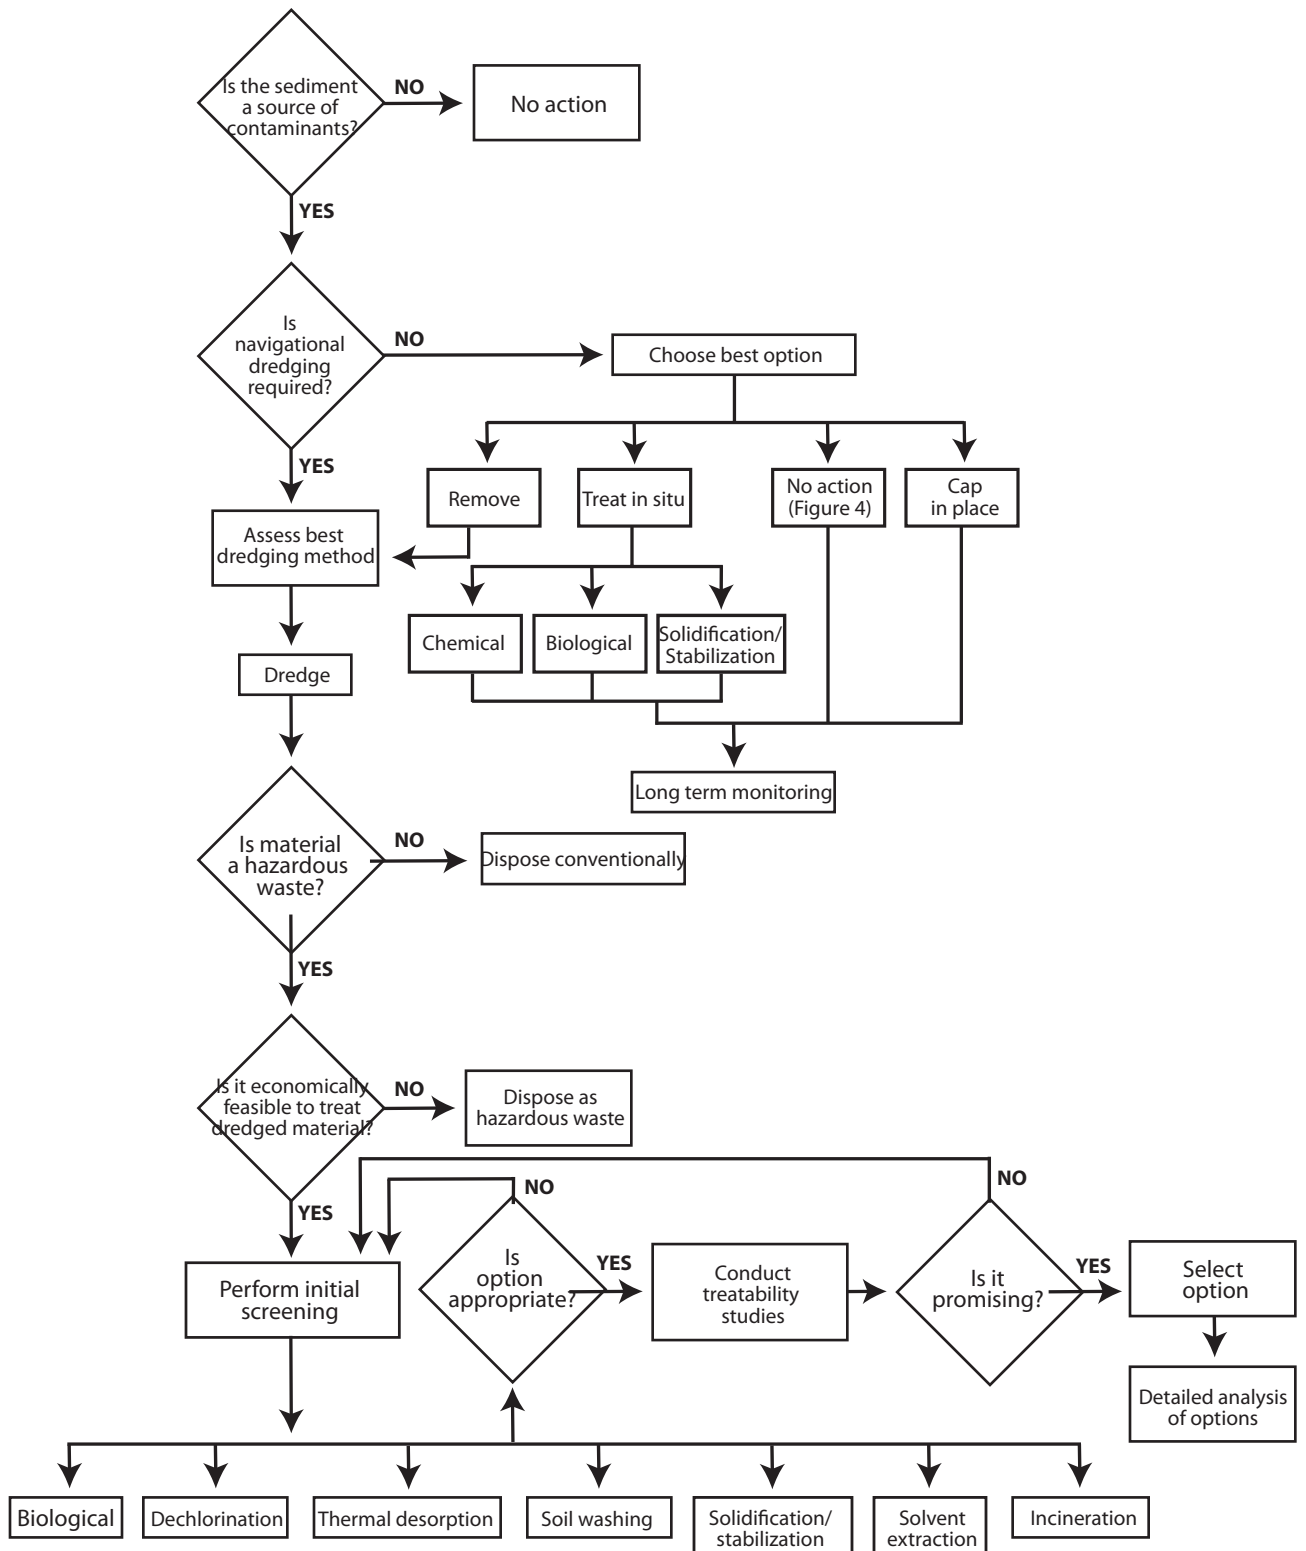 Is the sediment
a source of
contaminants?
NO
No action
YES
Is
navigational
dredging
required?
NO
Choose best option
YES
Remove
Treat in situ
No action
(Figure 4)
Cap
in place
Assess best
dredging method
Chemical
Biological
Solidification/
Stabilization
Dredge
Long term monitoring
Is material
a hazardous
waste?
NO
Dispose conventionally
YES
Is it economically
feasible to treat
dredged material?
NO
Dispose as
hazardous waste
YES
NO
NO
Perform initial
screening
Is
option
appropriate?
YES
Conduct
treatability
studies
Is it
promising?
YES
Select
option
Detailed analysis
of options
Biological
Dechlorination
Thermal desorption
Soil washing
Solidification/
stabilization
Solvent
extraction
Incineration